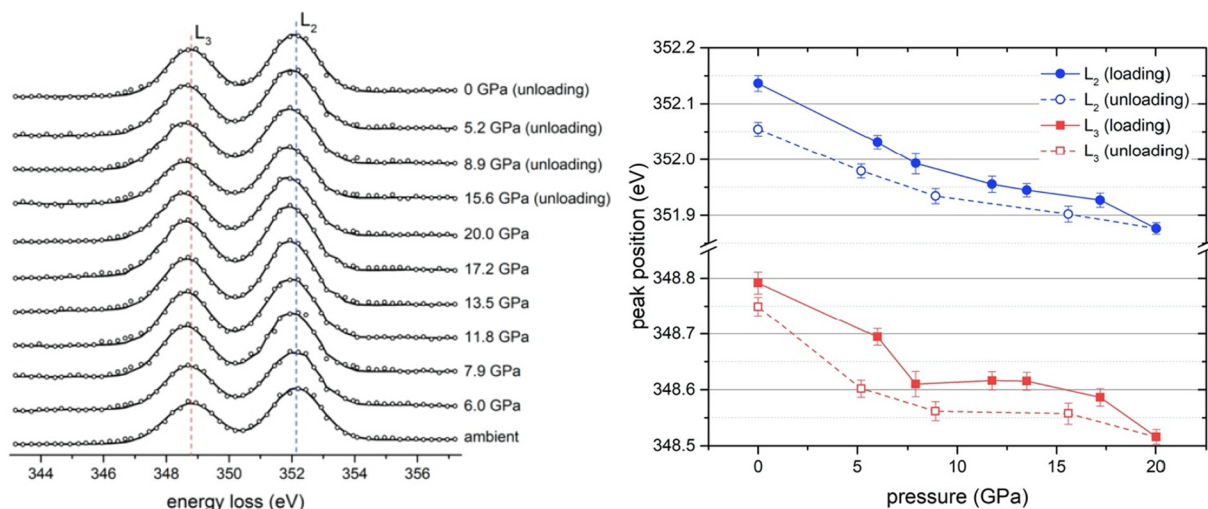 L3
L2
0 GPa (unloading)
5.2 GPa (unloading)
8.9 GPa (unloading)
15.6 GPa (unloading)
20.0 GPa
17.2 GPa
13.5 GPa
11.8 GPa
7.9 GPa
6.0 GPa
ambient
344 346 348 350 352 354 356
energy loss (eV)
352.2
352.1
352.0
351.9
348.8
348.7
348.6
348.5
peak position (eV)
L2 (loading)
L2 (unloading)
L3 (loading)
L3 (unloading)
0 5 10 15 20
pressure (GPa)